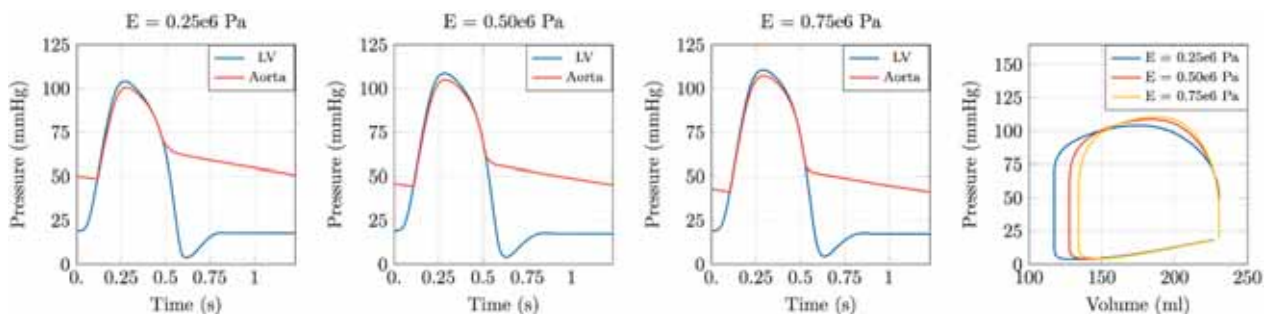 E = 0.25e6 Pa
125
100
75
50
25
0
Pressure (mmHg)
LV
Aorta
0. 0.25 0.5 0.75 1
Time (s)
E = 0.50e6 Pa
125
100
75
50
25
0
Pressure (mmHg)
LV
Aorta
0. 0.25 0.5 0.75 1
Time (s)
E = 0.75e6 Pa
125
100
75
50
25
0
Pressure (mmHg)
LV
Aorta
0. 0.25 0.5 0.75 1
Time (s)
150
125
100
75
50
25
0
Pressure (mmHg)
E = 0.25e6 Pa
E = 0.50e6 Pa
E = 0.75e6 Pa
100 150 200 250
Volume (ml)